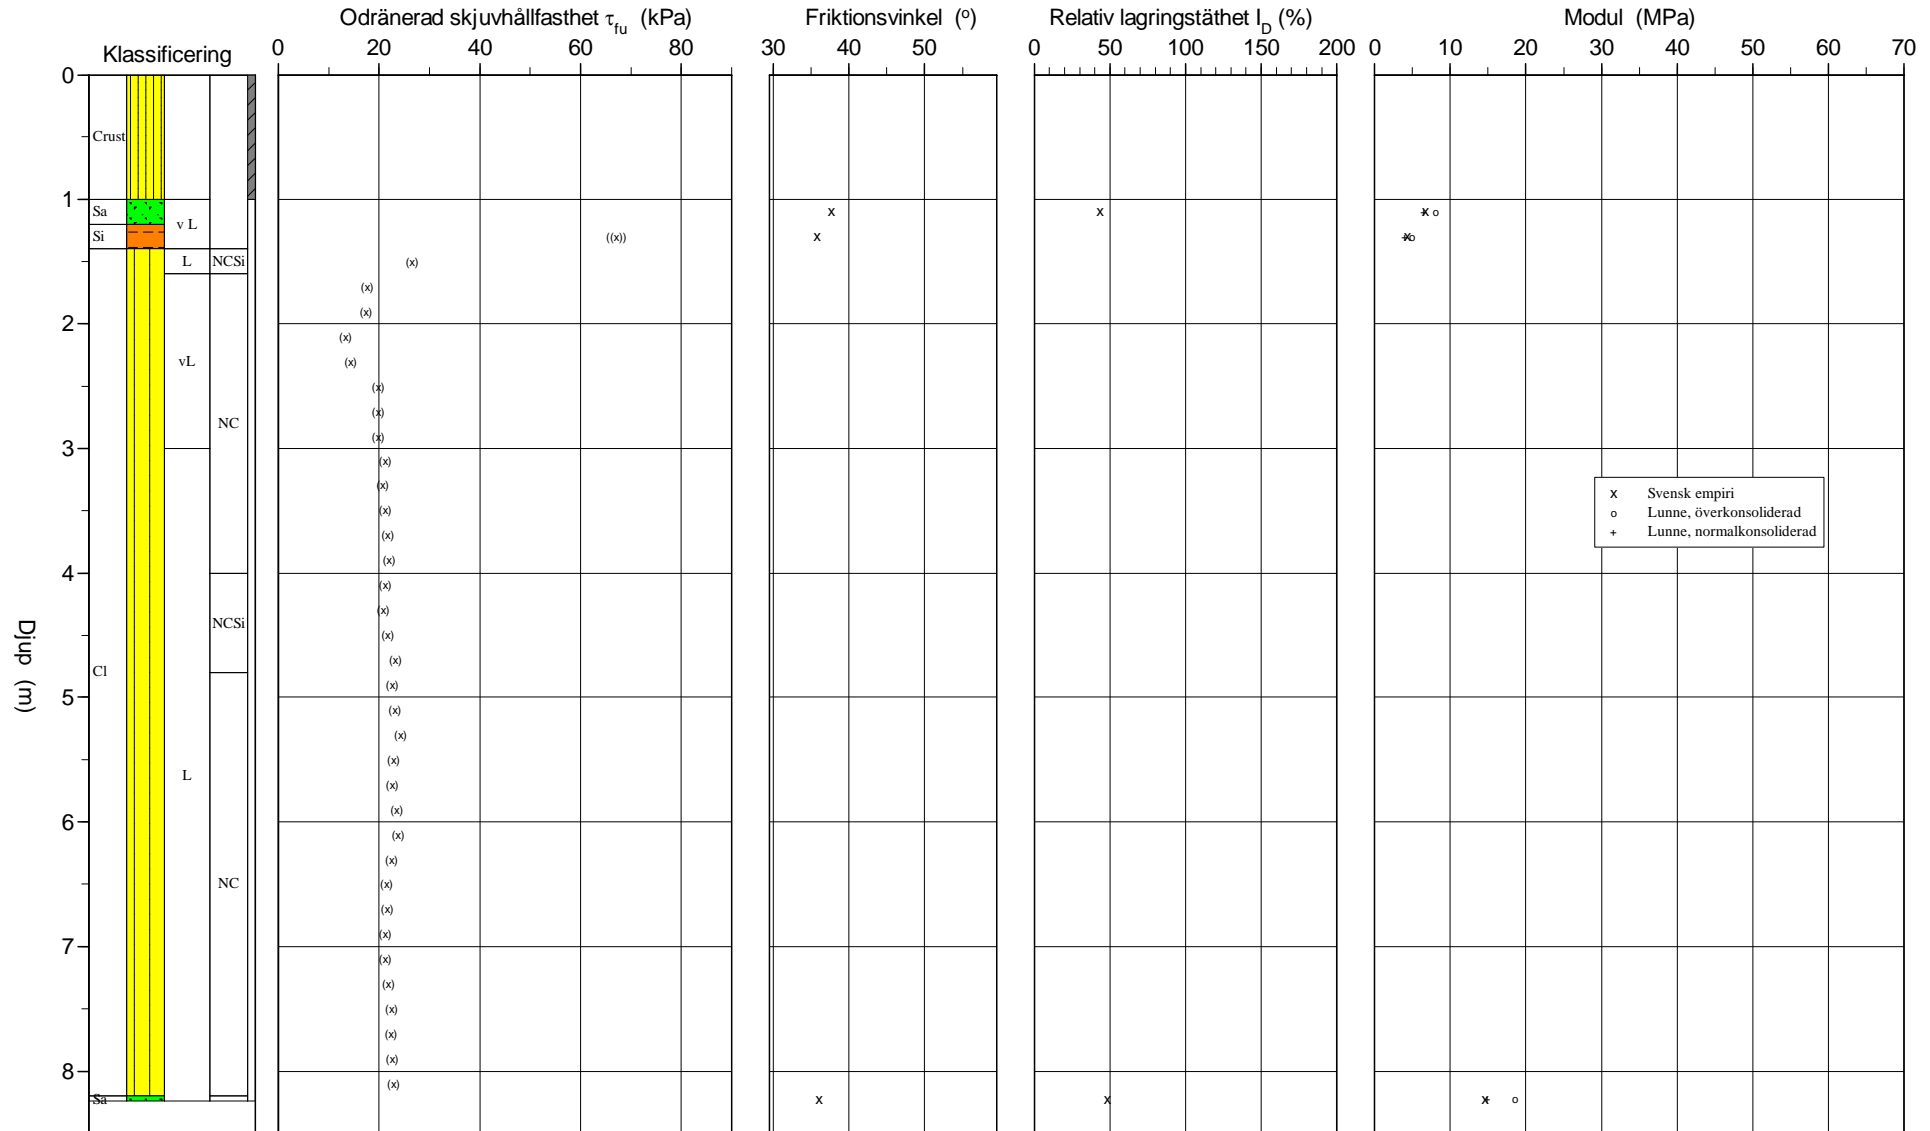 Odränerad skjuvhållfasthet τfu (kPa)
Friktionsvinkel (o)
Relativ lagringstäthet ID (%)
Modul (MPa)
Klassificering
0 20 40 60 80
30 40 50
0 50 100 150 200
0 10 20 30 40 50 60 70
0
Crust
1
Sa
v L
Si
((x))
L
NCSi
(x)
(x)
(x)
2
(x)
vL
(x)
(x)
(x)
NC
(x)
3
(x)
(x)
x Svensk empiri
o Lunne, överkonsoliderad
+ Lunne, normalkonsoliderad
(x)
(x)
(x)
4
(x)
(x)
NCSi
(x)
(x)
Cl
(x)
Djup (m)
5
(x)
(x)
(x)
L
(x)
(x)
6
(x)
(x)
NC
(x)
(x)
(x)
7
(x)
(x)
(x)
(x)
(x)
8
(x)
Sa